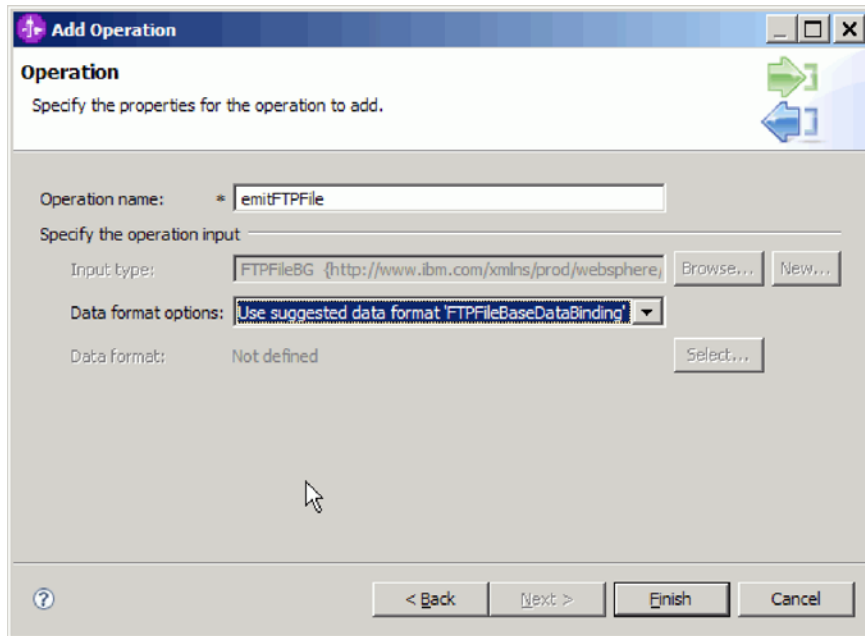 Add Operation
Operation
Specify the properties for the operation to add.
Operation name: * emitFTPFile
Specify the operation input
Input type: FTPFileBG {http://www.ibm.com/xmlns/prod/websphere/ Browse... New...
Data format options: Use suggested data format 'FTPFileBaseDataBinding'
Data format: Not defined Select...
? < Back Next > Finish Cancel